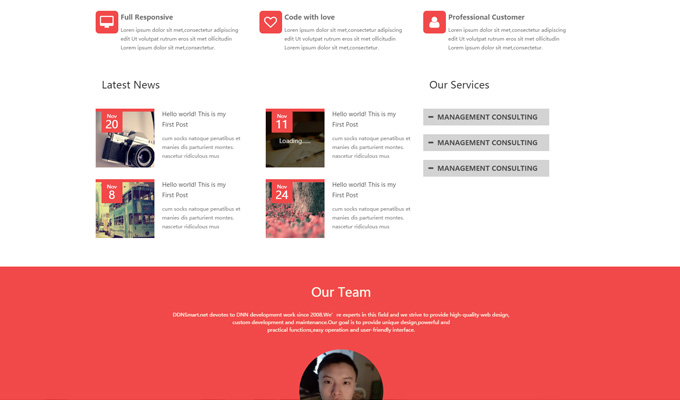 Full Responsive
Lorem ipsum dolor sit met,consectetur adipiscing
edit Ut volutpat rutrum eros sit met ollicitudin
Lorem ipsum dolor sit met,consectetur.
Code with love
Lorem ipsum dolor sit met,consectetur adipiscing
edit Ut volutpat rutrum eros sit met ollicitudin
Lorem ipsum dolor sit met,consectetur.
Professional Customer
Lorem ipsum dolor sit met,consectetur adipiscing
edit Ut volutpat rutrum eros sit met ollicitudin
Lorem ipsum dolor sit met,consectetur.
Latest News
Nov
20
Hello world! This is my
First Post
cum socks natoque penatibus et
manies dis parturient montes.
nascetur ridiculous mus
Nov
11
Loading.....
Hello world! This is my
First Post
cum socks natoque penatibus et
manies dis parturient montes.
nascetur ridiculous mus
Nov
8
Hello world! This is my
First Post
cum socks natoque penatibus et
manies dis parturient montes.
nascetur ridiculous mus
Nov
24
Hello world! This is my
First Post
cum socks natoque penatibus et
manies dis parturient montes.
nascetur ridiculous mus
Our Services
MANAGEMENT CONSULTING
MANAGEMENT CONSULTING
MANAGEMENT CONSULTING
Our Team
DDNSmart.net devotes to DNN development work since 2008.We’re experts in this field and we strive to provide high-quality web design,
custom development and maintenance.Our goal is to provide unique design,powerful and
practical functions,easy operation and user-friendly interface.